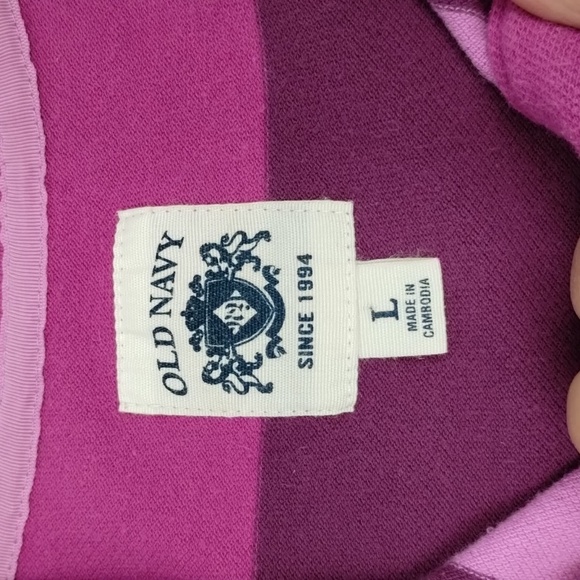 OLD NAVY
SINCE 1994
L
MADE IN
CAMBODIA